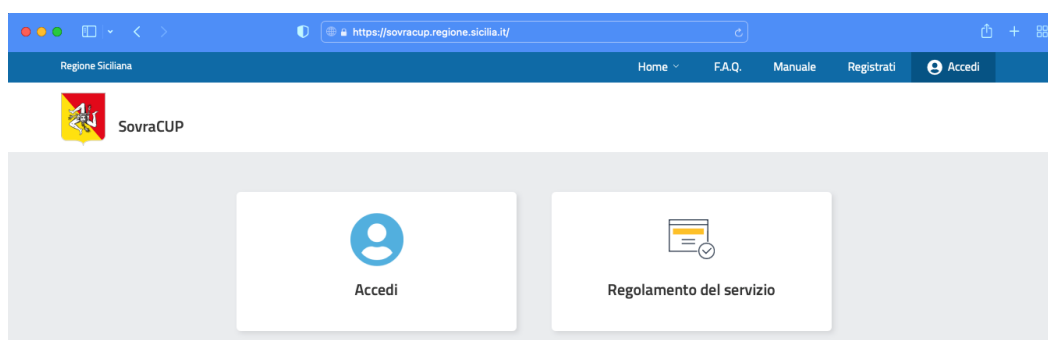 https://sovracup.regione.sicilia.it/
Regione Siciliana Home F.A.Q. Manuale Registrati Accedi
SovraCUP
Accedi Regolamento del servizio